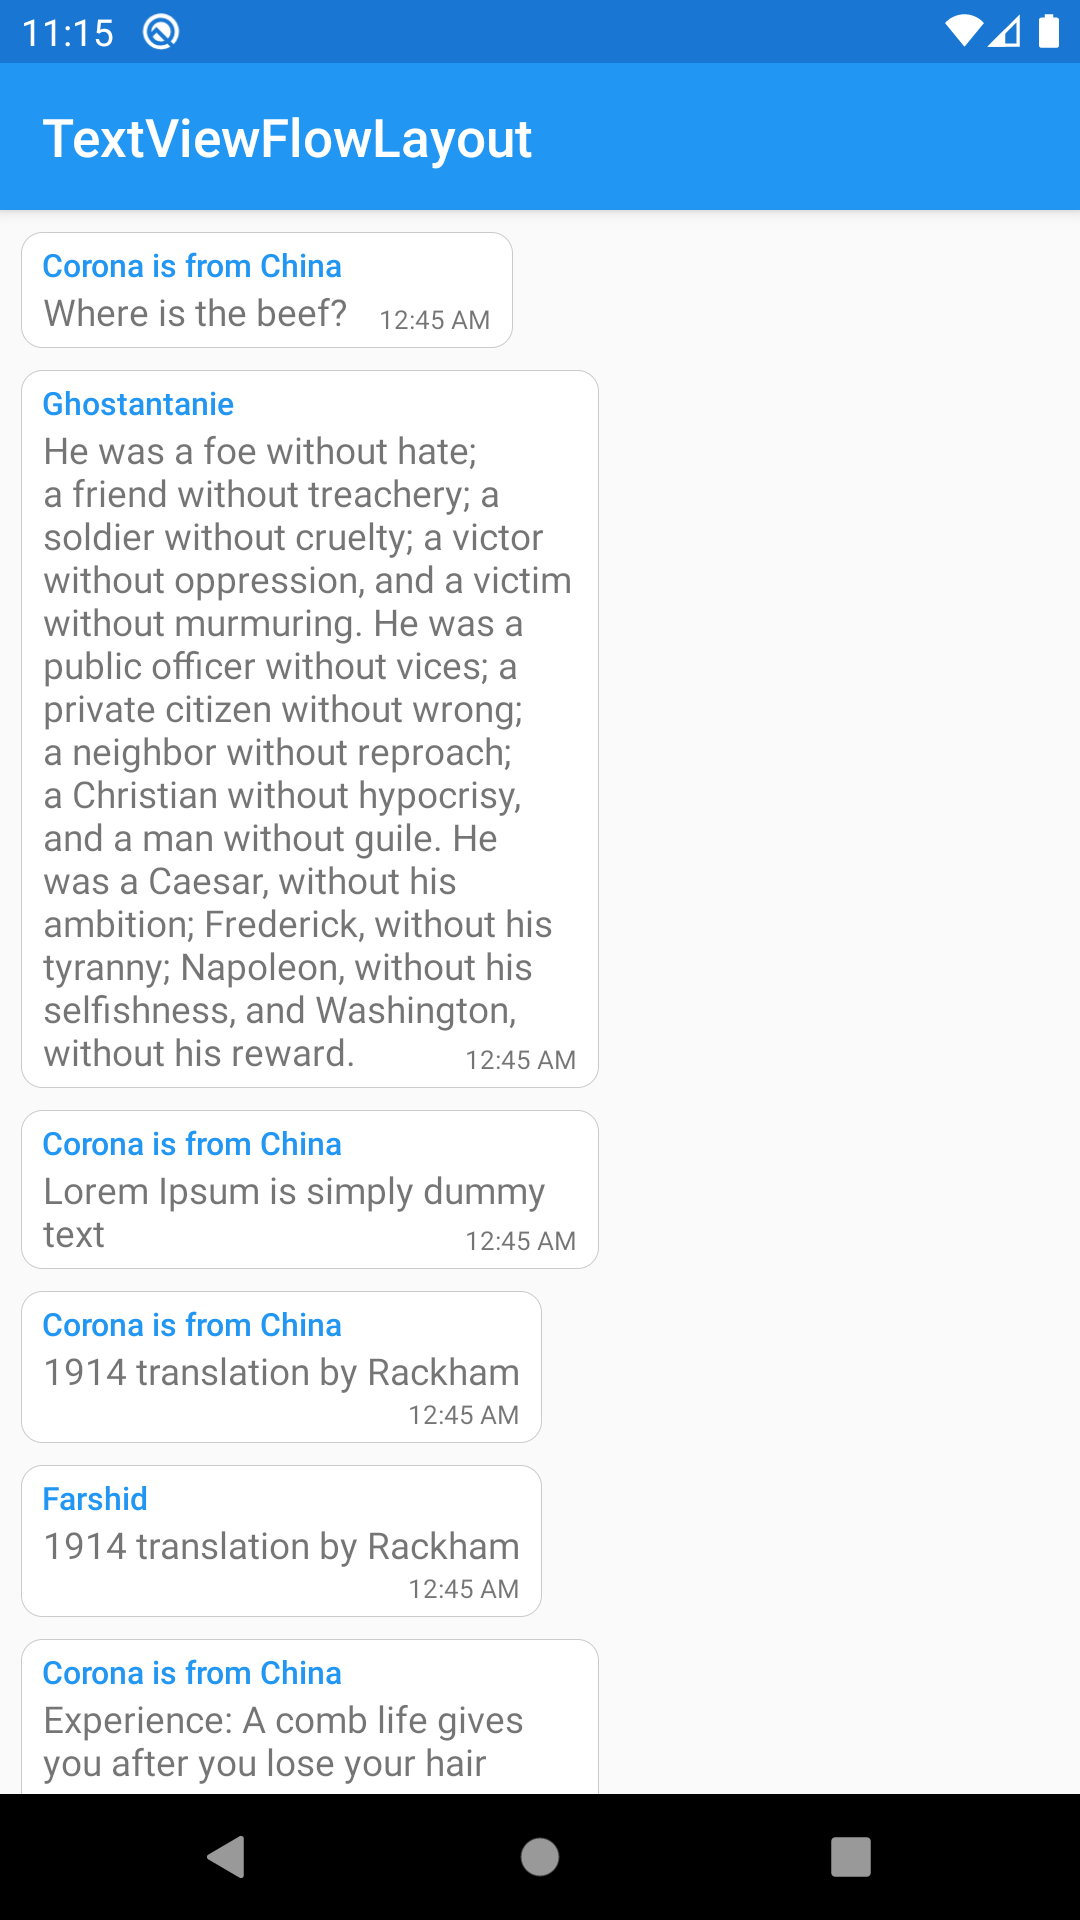 11:15
TextViewFlowLayout
Corona is from China
Where is the beef? 12:45 AM
Ghostantanie
He was a foe without hate;
a friend without treachery; a
soldier without cruelty; a victor
without oppression, and a victim
without murmuring. He was a
public officer without vices; a
private citizen without wrong;
a neighbor without reproach;
a Christian without hypocrisy,
and a man without guile. He
was a Caesar, without his
ambition; Frederick, without his
tyranny; Napoleon, without his
selfishness, and Washington,
without his reward. 12:45 AM
Corona is from China
Lorem Ipsum is simply dummy
text 12:45 AM
Corona is from China
1914 translation by Rackham
12:45 AM
Farshid
1914 translation by Rackham
12:45 AM
Corona is from China
Experience: A comb life gives
you after you lose your hair